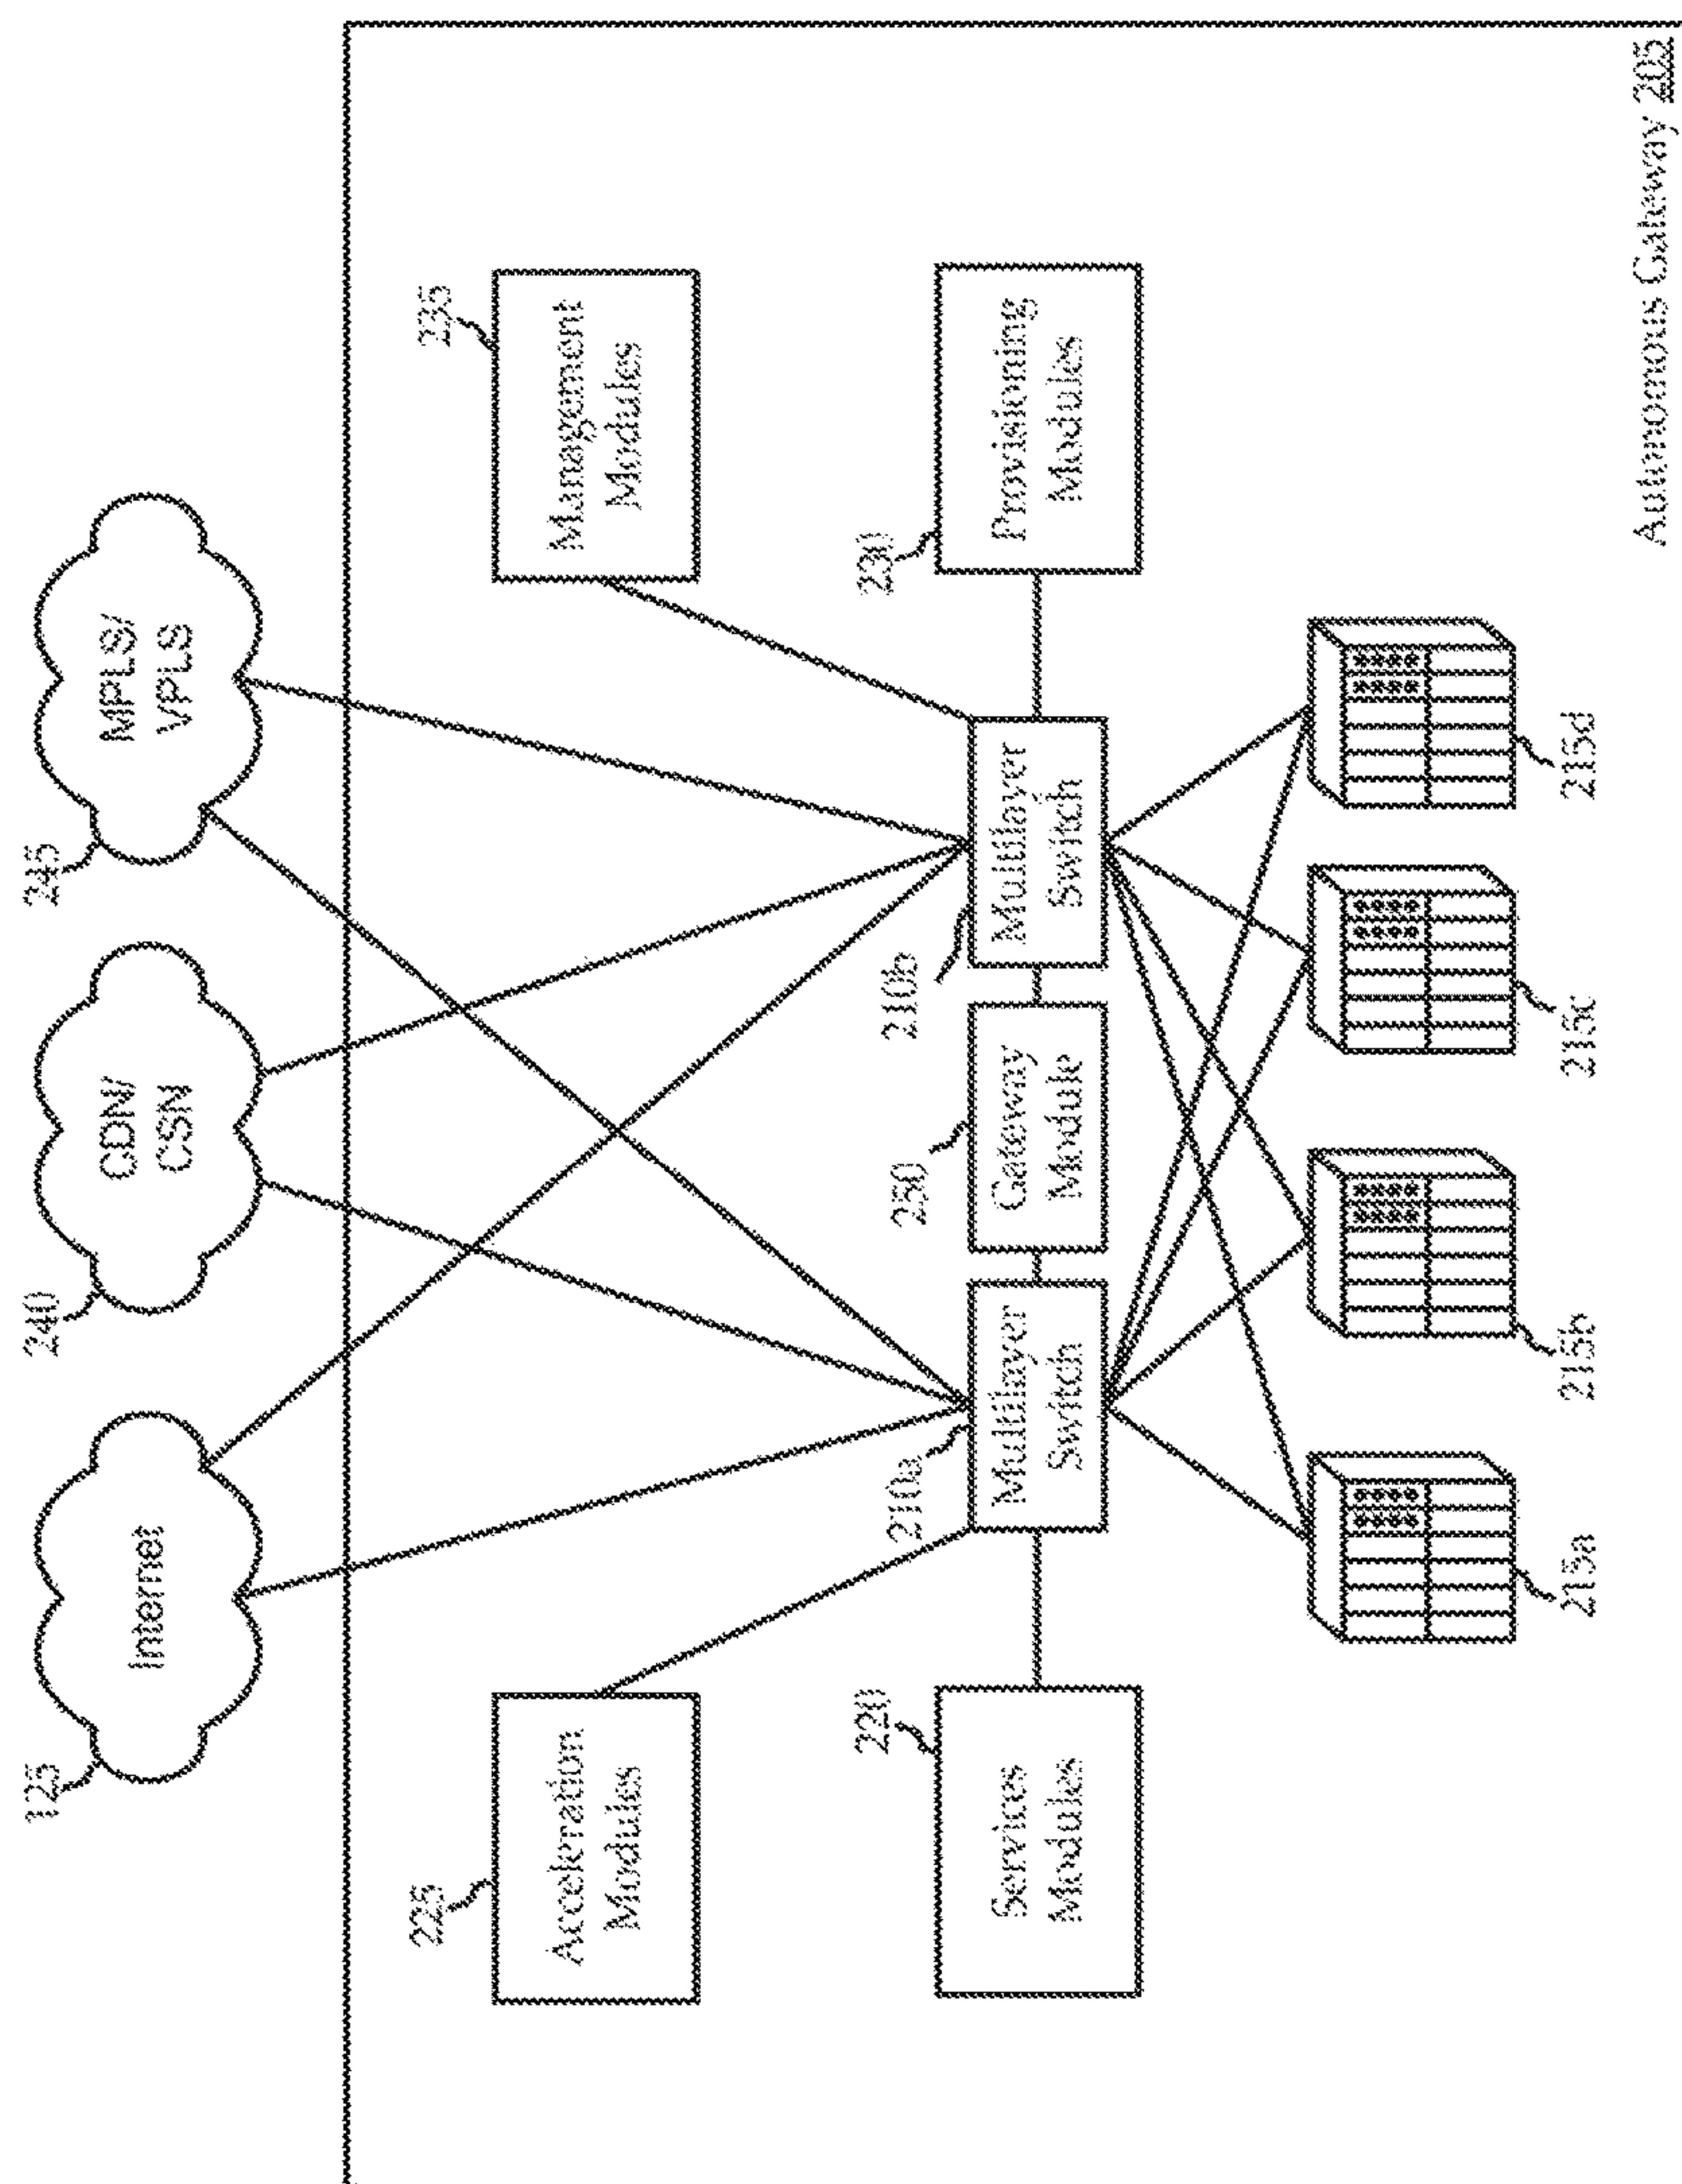 125
Internet
240
CDN/
CSN
245
MPLS/
VPLS
225
Acceleration
Modules
235
Management
Modules
220
Services
Modules
210a
Multilayer
Switch
250
Gateway
Module
210b
Multilayer
Switch
230
Provisioning
Modules
215a
215b
215c
215d
Autonomous Gateway 205